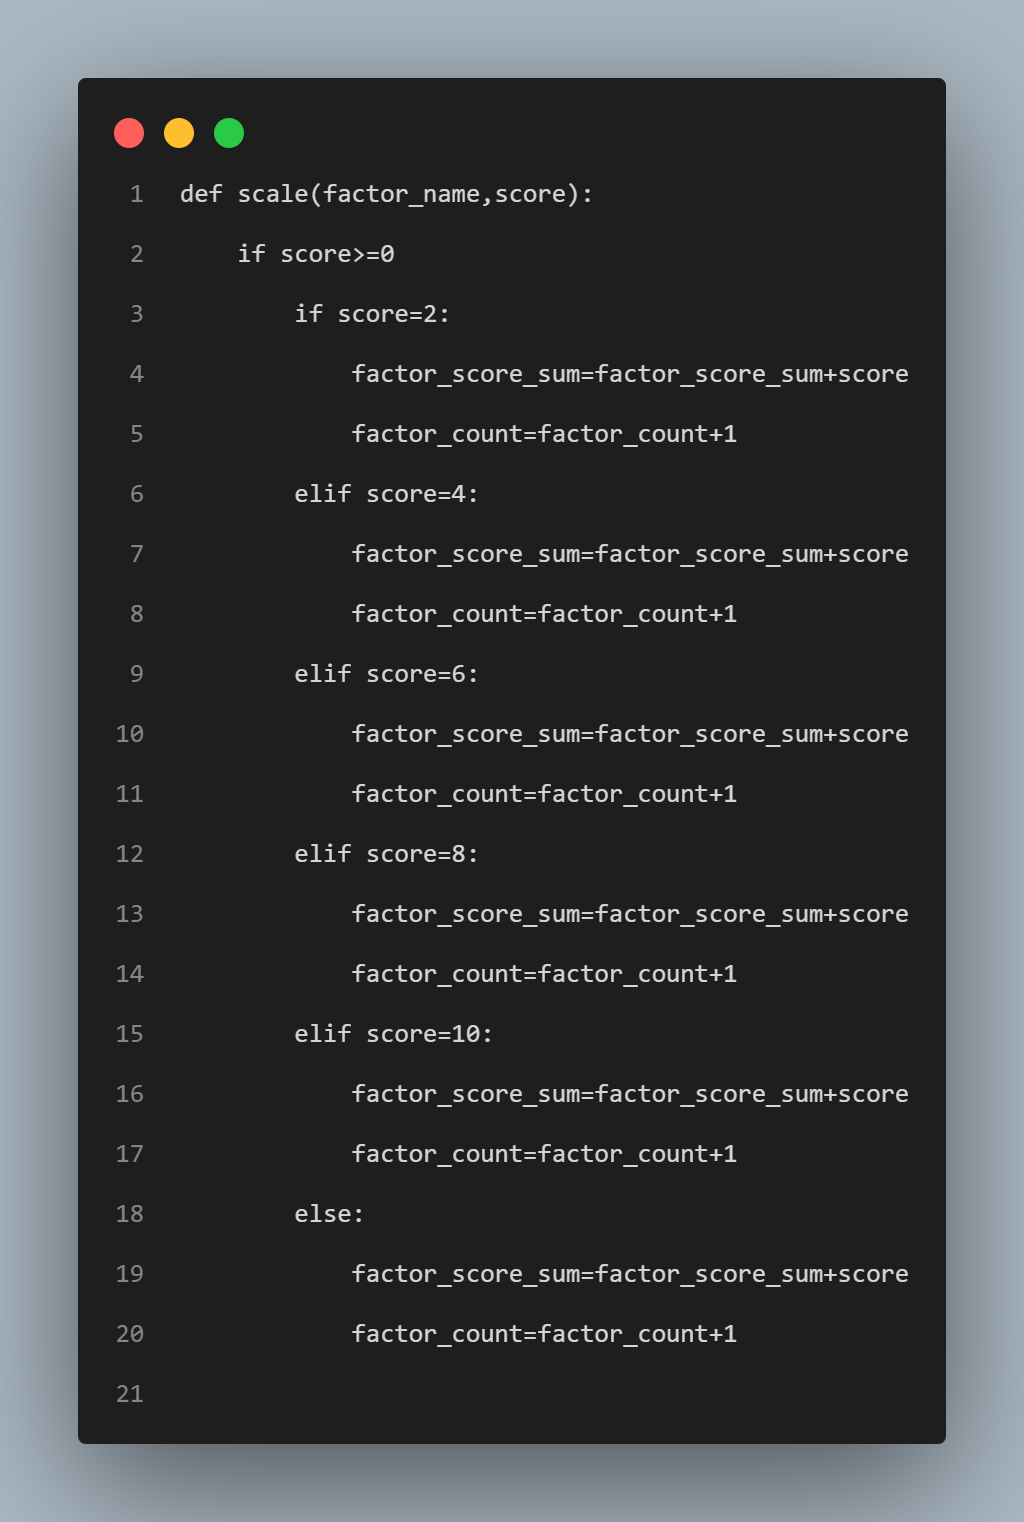 1 def scale(factor_name,score):
2     if score>=0
3         if score=2:
4             factor_score_sum=factor_score_sum+score
5             factor_count=factor_count+1
6         elif score=4:
7             factor_score_sum=factor_score_sum+score
8             factor_count=factor_count+1
9         elif score=6:
10             factor_score_sum=factor_score_sum+score
11             factor_count=factor_count+1
12         elif score=8:
13             factor_score_sum=factor_score_sum+score
14             factor_count=factor_count+1
15         elif score=10:
16             factor_score_sum=factor_score_sum+score
17             factor_count=factor_count+1
18         else:
19             factor_score_sum=factor_score_sum+score
20             factor_count=factor_count+1
21